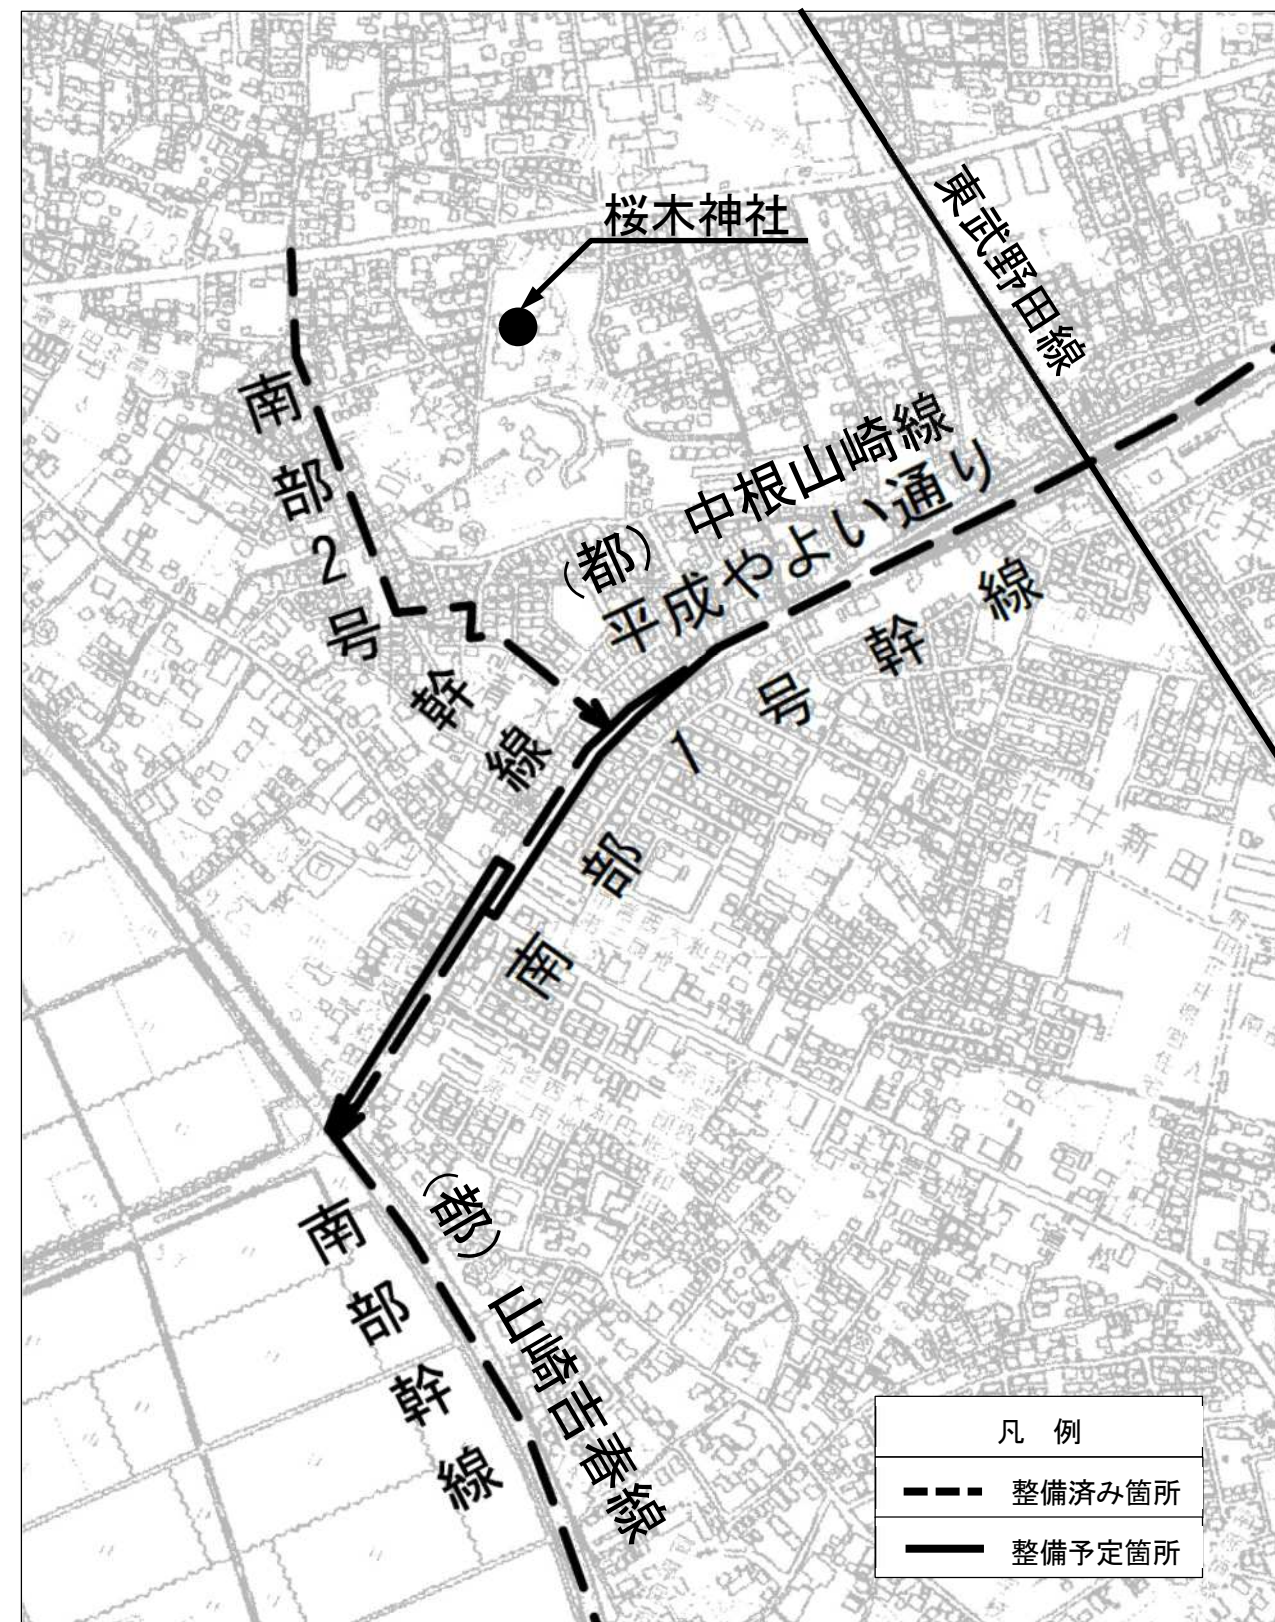 桜木神社
東武野田線
南部2号幹線
(都) 中根山崎線
平成やよい通り
南部1号幹線
(都) 山崎吉春線
南部幹線
凡 例
整備済み箇所
整備予定箇所